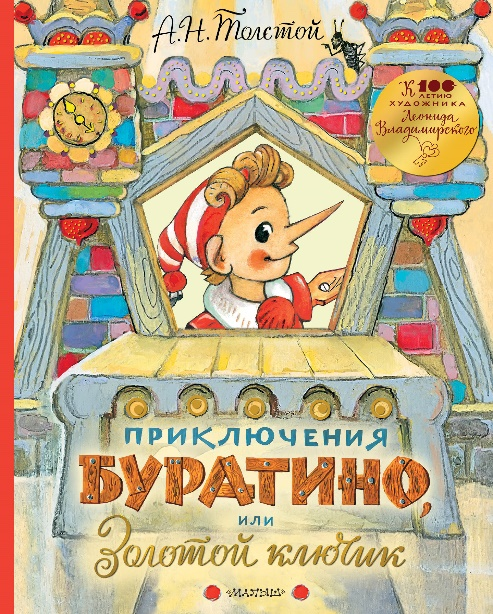 А.Н.Толстой
К 100-
ЛЕТИЮ
ХУДОЖНИКА
Леонида
Владимирского
ПРИКЛЮЧЕНИЯ
БУРАТИНО,
ИЛИ
Золотой ключик
«МАЛЫШ»